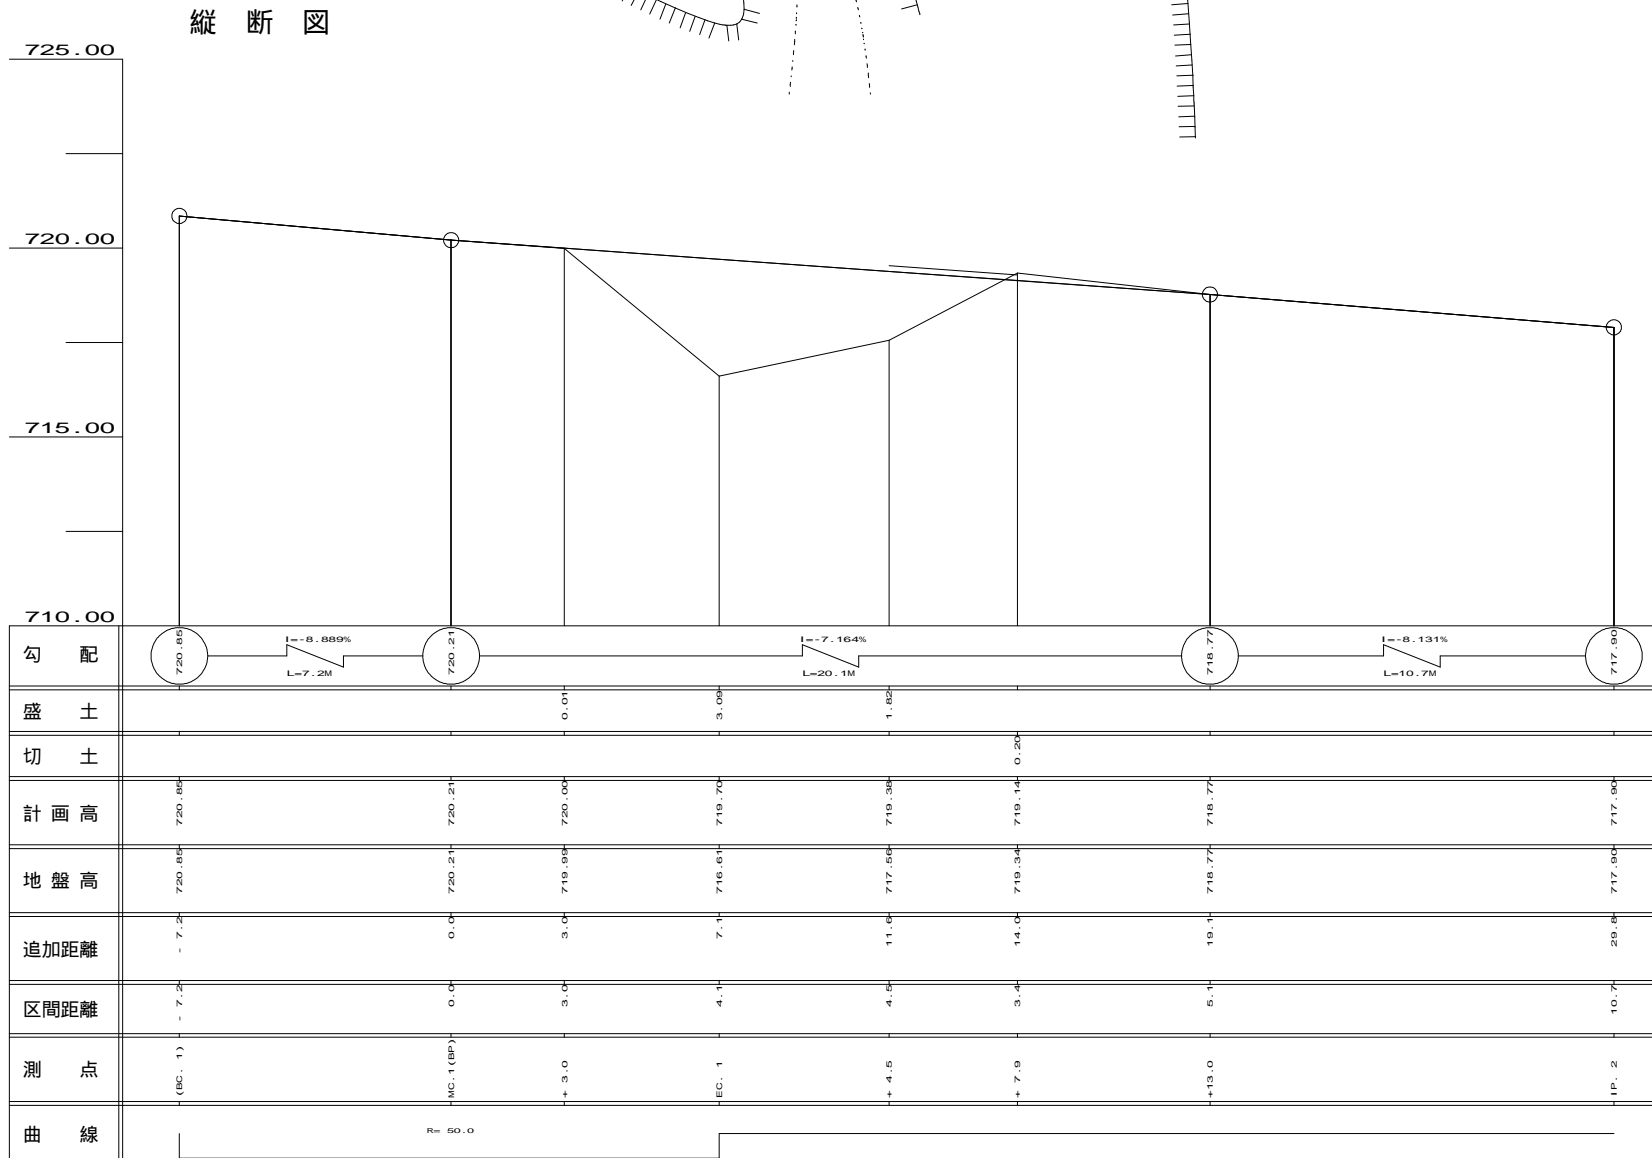 縦断図
725.00
720.00
715.00
710.00
勾配
720.85
I=-8.889%
L=7.2M
720.21
I=-7.164%
L=20.1M
718.77
I=-8.131%
L=10.7M
717.90
盛土 0.01 3.09 1.82
切土 0.20
計画高 720.85 720.21 720.00 719.70 719.38 719.14 718.77 717.90
地盤高 720.85 720.21 719.99 716.61 717.56 719.34 718.77 717.90
追加距離 - 7.2 0.0 3.0 7.1 11.6 14.0 19.1 29.8
区間距離 - 7.2 0.0 3.0 4.1 4.5 3.4 5.1 10.7
測点 (BC. 1) MC.1(BP) + 3.0 EC. 1 + 4.5 + 7.9 +13.0 IP. 2
曲線 R= 50.0